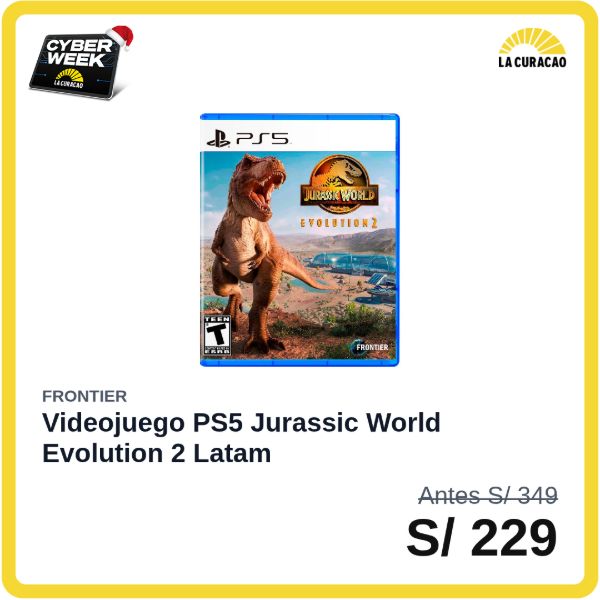 CYBER
WEEK
LA CURACAO
LA CURACAO
PS5
JURASSIC WORLD
EVOLUTION 2
TEEN
T
ESRB
FRONTIER
FRONTIER
Videojuego PS5 Jurassic World
Evolution 2 Latam
Antes S/ 349
S/ 229